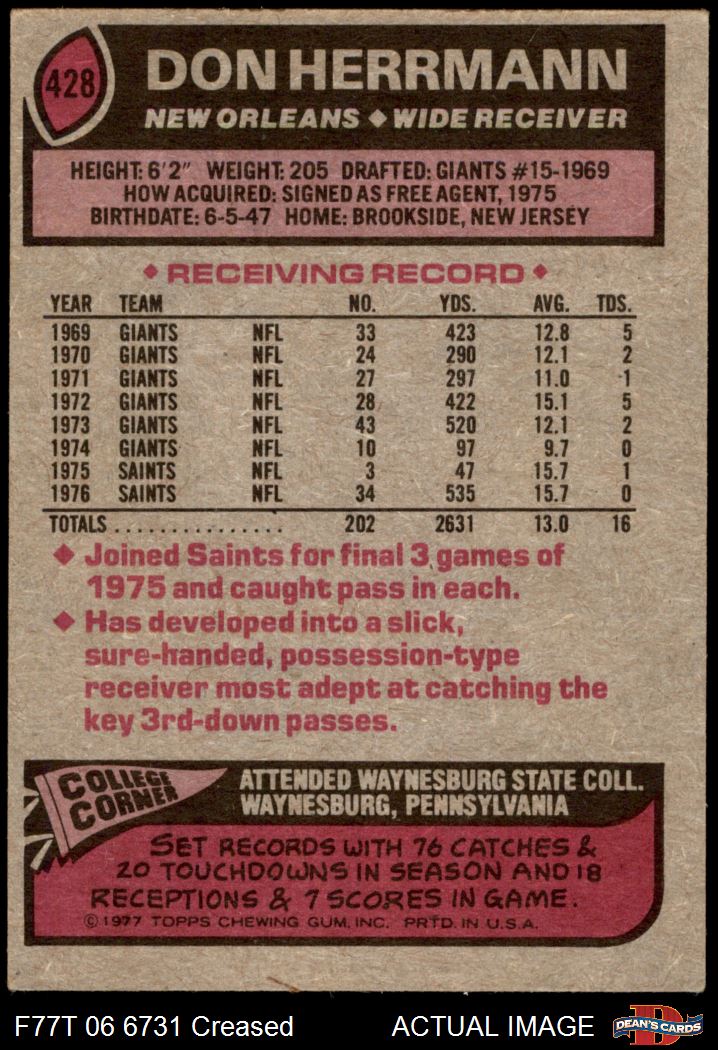 428
DON HERRMANN
NEW ORLEANS ◆ WIDE RECEIVER
HEIGHT: 6'2" WEIGHT: 205 DRAFTED: GIANTS #15-1969
HOW ACQUIRED: SIGNED AS FREE AGENT, 1975
BIRTHDATE: 6-5-47 HOME: BROOKSIDE, NEW JERSEY
◆ RECEIVING RECORD ◆
YEAR TEAM NO. YDS. AVG. TDS.
1969 GIANTS NFL 33 423 12.8 5
1970 GIANTS NFL 24 290 12.1 2
1971 GIANTS NFL 27 297 11.0 1
1972 GIANTS NFL 28 422 15.1 5
1973 GIANTS NFL 43 520 12.1 2
1974 GIANTS NFL 10 97 9.7 0
1975 SAINTS NFL 3 47 15.7 1
1976 SAINTS NFL 34 535 15.7 0
TOTALS ................ 202 2631 13.0 16
◆ Joined Saints for final 3 games of
1975 and caught pass in each.
◆ Has developed into a slick,
sure-handed, possession-type
receiver most adept at catching the
key 3rd-down passes.
COLLEGE
CORNER
ATTENDED WAYNESBURG STATE COLL.
WAYNESBURG, PENNSYLVANIA
SET RECORDS WITH 76 CATCHES &
20 TOUCHDOWNS IN SEASON AND 18
RECEPTIONS & 7 SCORES IN GAME.
© 1977 TOPPS CHEWING GUM, INC. PRTD. IN U.S.A.
F77T 06 6731 Creased ACTUAL IMAGE DEAN'S CARDS